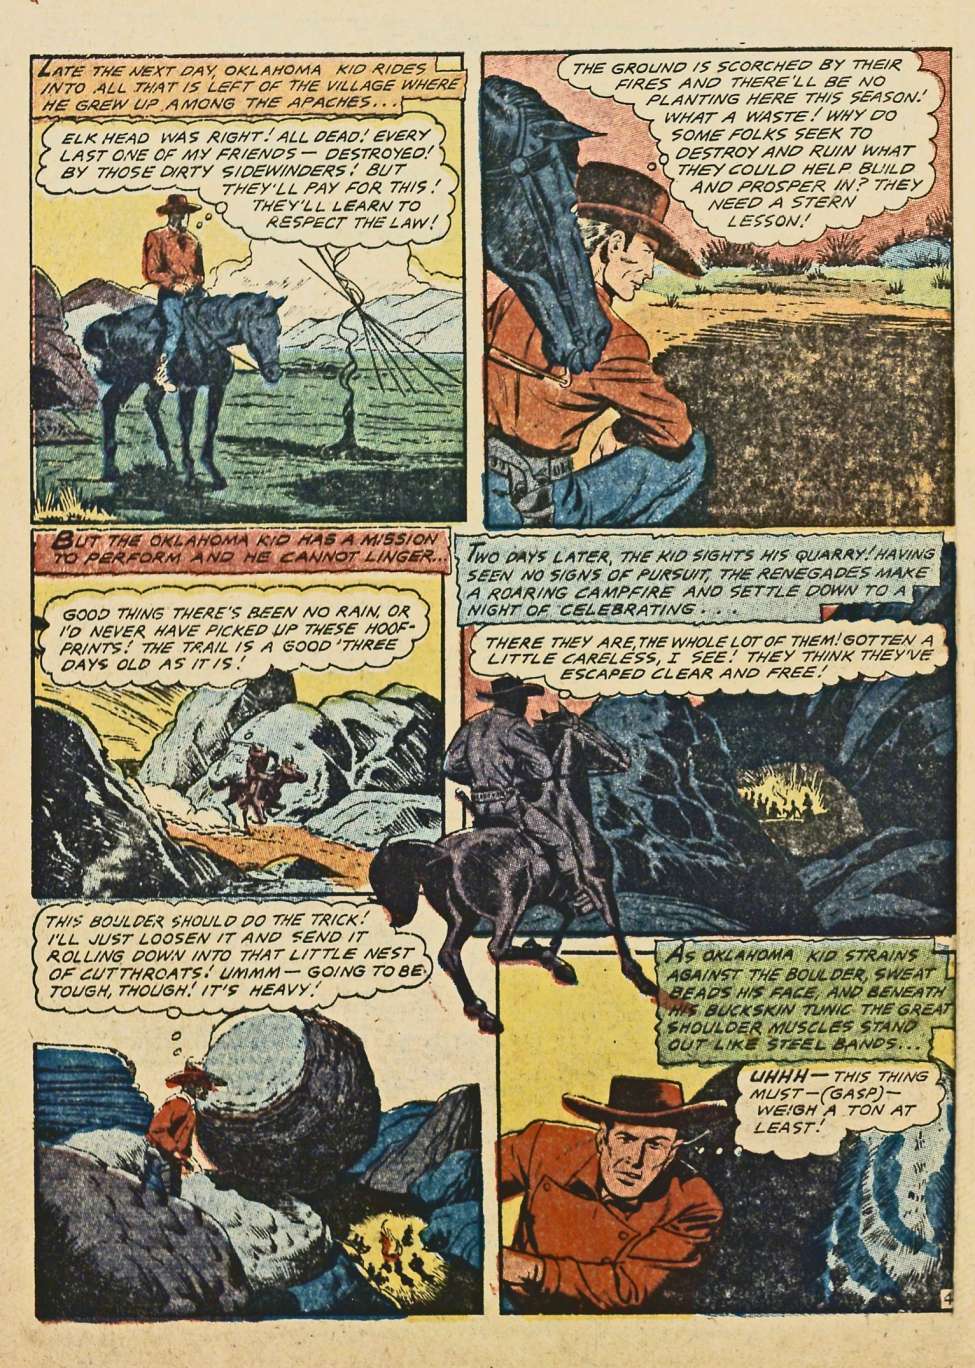 LATE THE NEXT DAY, OKLAHOMA KID RIDES
INTO ALL THAT IS LEFT OF THE VILLAGE WHERE
HE GREW UP AMONG THE APACHES...
ELK HEAD WAS RIGHT! ALL DEAD! EVERY
LAST ONE OF MY FRIENDS — DESTROYED!
BY THOSE DIRTY SIDEWINDERS! BUT
THEY'LL PAY FOR THIS!
THEY'LL LEARN TO
RESPECT THE LAW!
THE GROUND IS SCORCHED BY THEIR
FIRES AND THERE'LL BE NO
PLANTING HERE THIS SEASON!
WHAT A WASTE! WHY DO
SOME FOLKS SEEK TO
DESTROY AND RUIN WHAT
THEY COULD HELP BUILD
AND PROSPER IN? THEY
NEED A STERN
LESSON!
BUT THE OKLAHOMA KID HAS A MISSION
TO PERFORM AND HE CANNOT LINGER...
GOOD THING THERE'S BEEN NO RAIN, OR
I'D NEVER HAVE PICKED UP THESE HOOF-
PRINTS! THE TRAIL IS A GOOD THREE
DAYS OLD AS IT IS!
TWO DAYS LATER, THE KID SIGHTS HIS QUARRY! HAVING
SEEN NO SIGNS OF PURSUIT, THE RENEGADES MAKE
A ROARING CAMPFIRE AND SETTLE DOWN TO A
NIGHT OF CELEBRATING . . .
THERE THEY ARE, THE WHOLE LOT OF THEM! GOTTEN A
LITTLE CARELESS, I SEE! THEY THINK THEY'VE
ESCAPED CLEAR AND FREE!
THIS BOULDER SHOULD DO THE TRICK!
I'LL JUST LOOSEN IT AND SEND IT
ROLLING DOWN INTO THAT LITTLE NEST
OF CUTTHROATS! UMMM — GOING TO BE
TOUGH, THOUGH! IT'S HEAVY!
AS OKLAHOMA KID STRAINS
AGAINST THE BOULDER, SWEAT
BEADS HIS FACE, AND BENEATH
HIS BUCKSKIN TUNIC THE GREAT
SHOULDER MUSCLES STAND
OUT LIKE STEEL BANDS...
UHHH — THIS THING
MUST — (GASP) —
WEIGH A TON AT
LEAST!
4